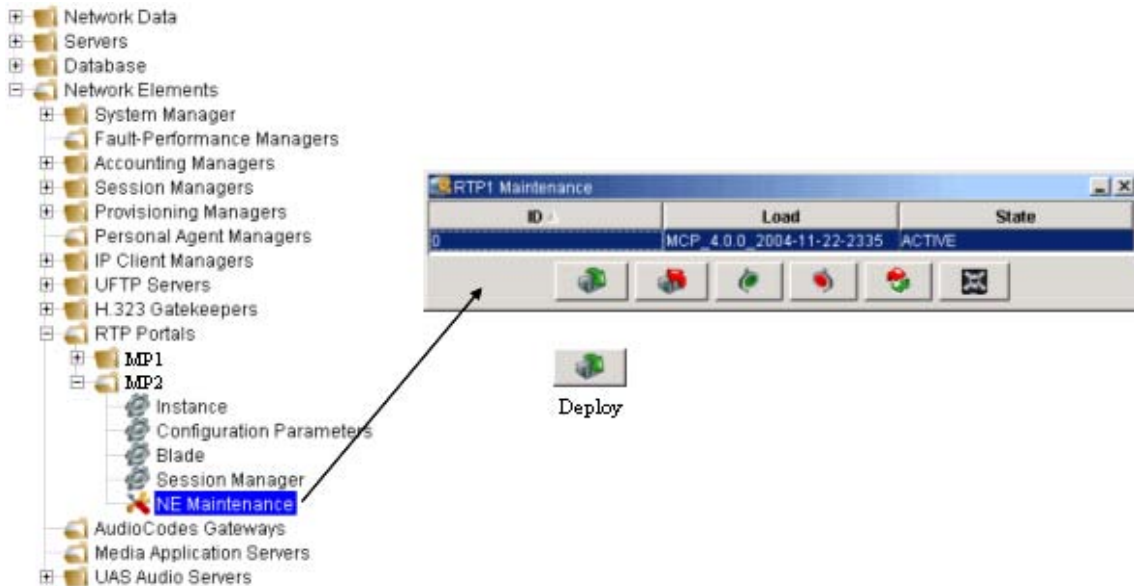 Network Data
Servers
Database
Network Elements
System Manager
Fault-Performance Managers
Accounting Managers
Session Managers
Provisioning Managers
Personal Agent Managers
IP Client Managers
UFTP Servers
H.323 Gatekeepers
RTP Portals
MP1
MP2
Instance
Configuration Parameters
Blade
Session Manager
NE Maintenance
AudioCodes Gateways
Media Application Servers
UAS Audio Servers
RTP1 Maintenance
ID Load State
0 MCP_4.0.0_2004-11-22-2335 ACTIVE
Deploy